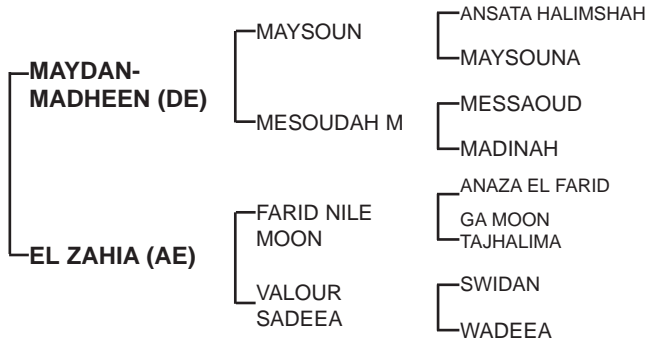 MAYDAN-
MADHEEN (DE)
EL ZAHIA (AE)
MAYSOUN
MESOUDAH M
FARID NILE
MOON
VALOUR
SADEEA
ANSATA HALIMSHAH
MAYSOUNA
MESSAOUD
MADINAH
ANAZA EL FARID
GA MOON
TAJHALIMA
SWIDAN
WADEEA